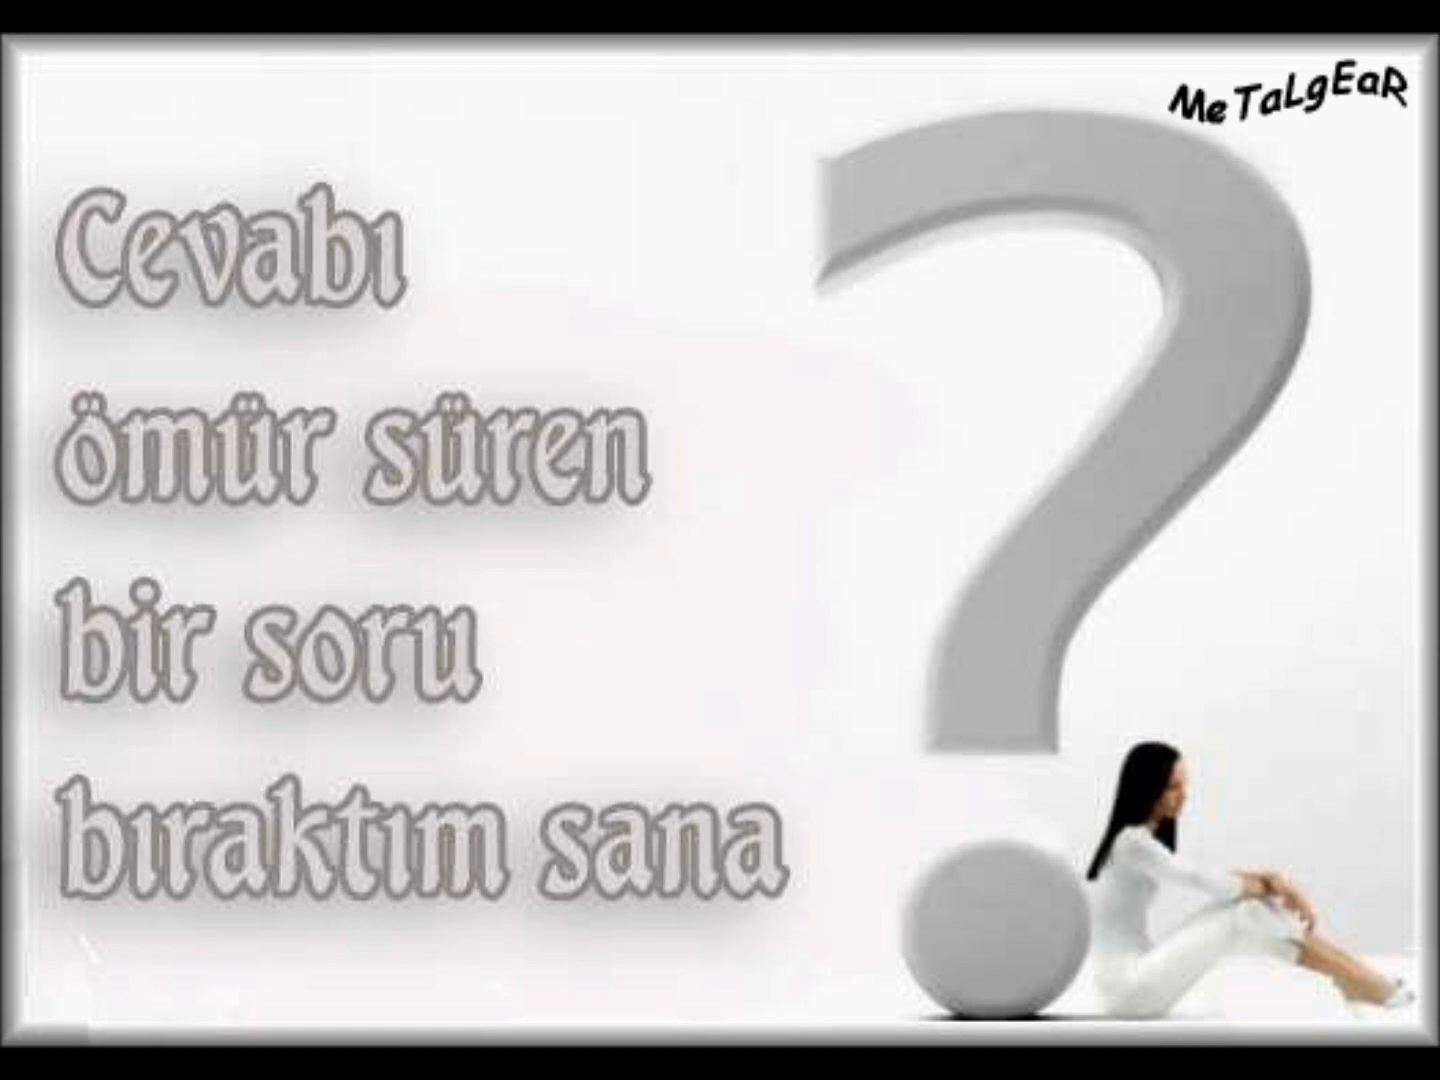 MeTaLgEaR
Cevabı
ömür süren
bir soru
bıraktım sana